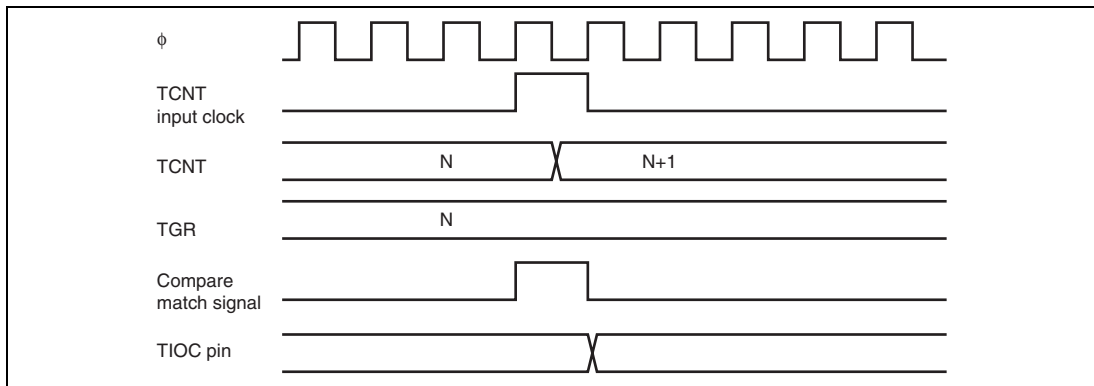 ϕ
TCNT
input clock
TCNT
N
N+1
TGR
N
Compare
match signal
TIOC pin